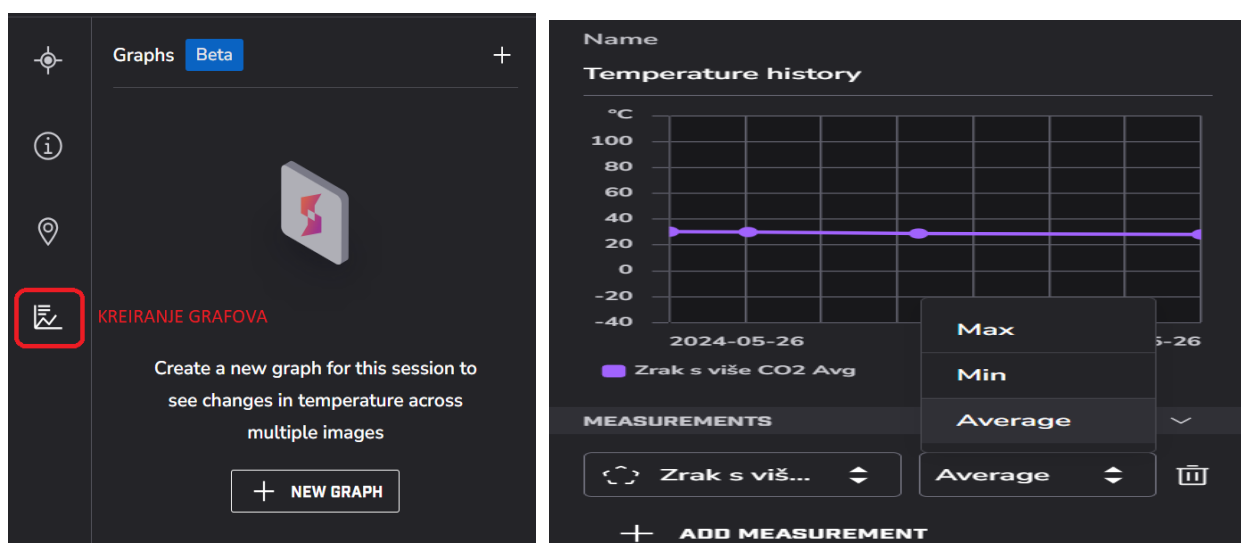 Graphs Beta
KREIRANJE GRAFOVA
Create a new graph for this session to
see changes in temperature across
multiple images
NEW GRAPH
Name
Temperature history
°C
100
80
60
40
20
0
-20
-40
2024-05-26
5-26
Zrak s više CO2 Avg
Max
Min
Average
MEASUREMENTS
Zrak s viš...
Average
ADD MEASUREMENT